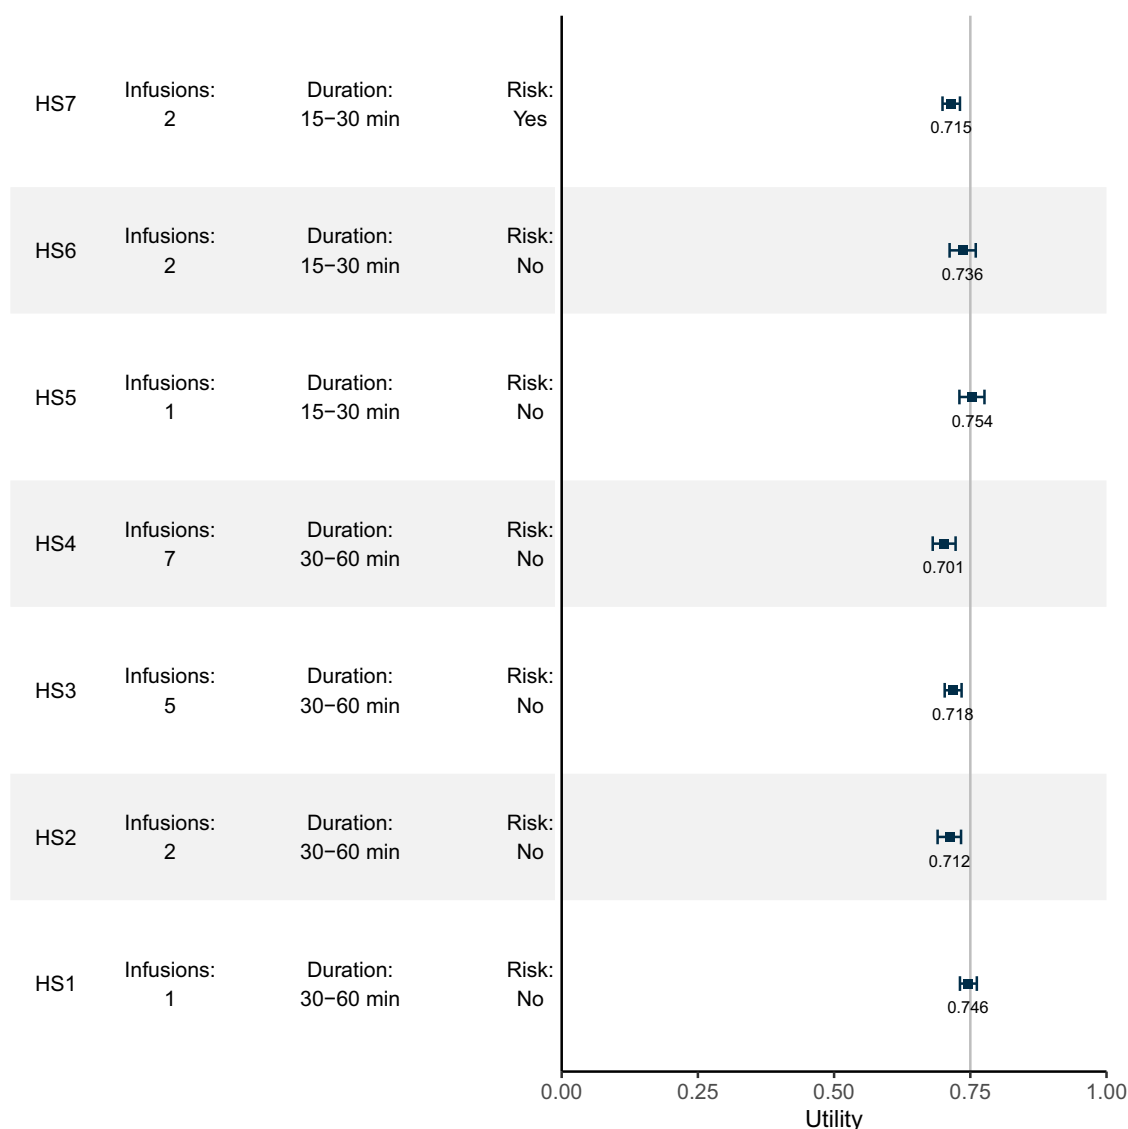 Infusions: Duration: Risk:
HS7
2 15−30 min Yes
0.715
Infusions: Duration: Risk:
HS6
2 15−30 min No
0.736
Infusions: Duration: Risk:
HS5
1 15−30 min No
0.754
Infusions: Duration: Risk:
HS4
7 30−60 min No
0.701
Infusions: Duration: Risk:
HS3
5 30−60 min No
0.718
Infusions: Duration: Risk:
HS2
2 30−60 min No
0.712
Infusions: Duration: Risk:
HS1
1 30−60 min No
0.746
0.00 0.25 0.50 0.75 1.00
Utility